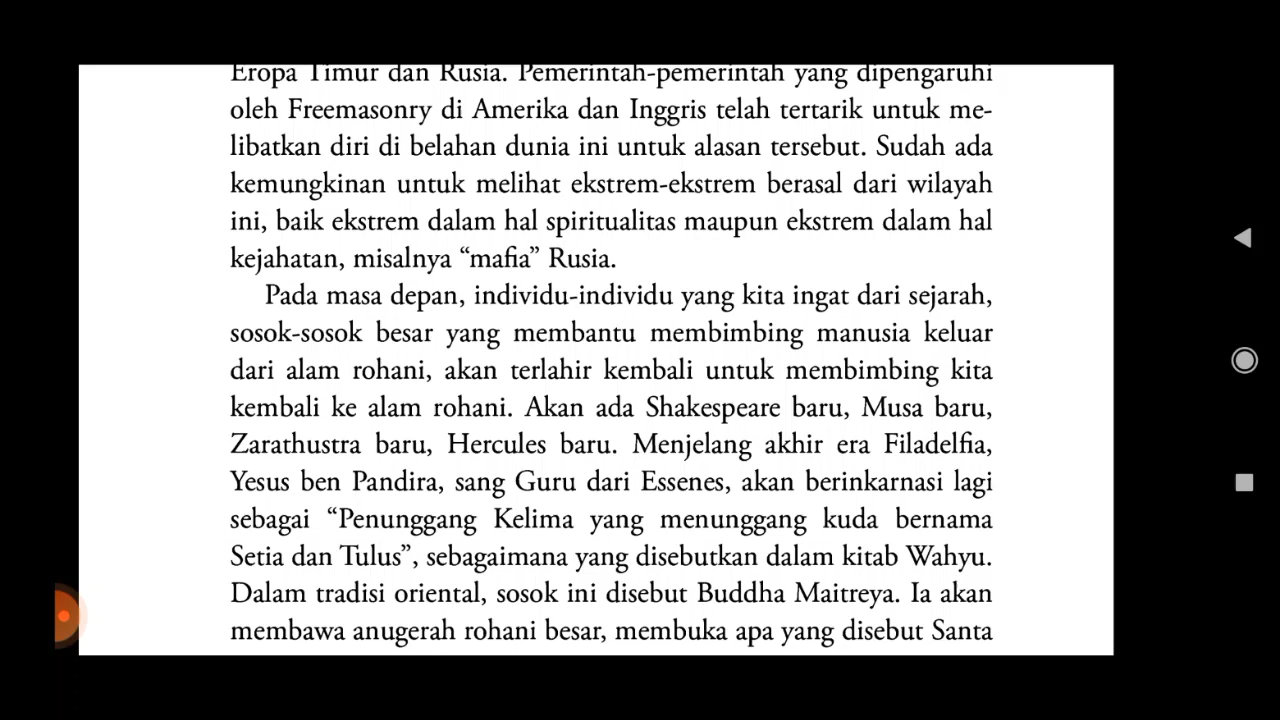 Eropa Timur dan Rusia. Pemerintah-pemerintah yang dipengaruhi
oleh Freemasonry di Amerika dan Inggris telah tertarik untuk me-
libatkan diri di belahan dunia ini untuk alasan tersebut. Sudah ada
kemungkinan untuk melihat ekstrem-ekstrem berasal dari wilayah
ini, baik ekstrem dalam hal spiritualitas maupun ekstrem dalam hal
kejahatan, misalnya “mafia” Rusia.
Pada masa depan, individu-individu yang kita ingat dari sejarah,
sosok-sosok besar yang membantu membimbing manusia keluar
dari alam rohani, akan terlahir kembali untuk membimbing kita
kembali ke alam rohani. Akan ada Shakespeare baru, Musa baru,
Zarathustra baru, Hercules baru. Menjelang akhir era Filadelfia,
Yesus ben Pandira, sang Guru dari Essenes, akan berinkarnasi lagi
sebagai “Penunggang Kelima yang menunggang kuda bernama
Setia dan Tulus”, sebagaimana yang disebutkan dalam kitab Wahyu.
Dalam tradisi oriental, sosok ini disebut Buddha Maitreya. Ia akan
membawa anugerah rohani besar, membuka apa yang disebut Santa